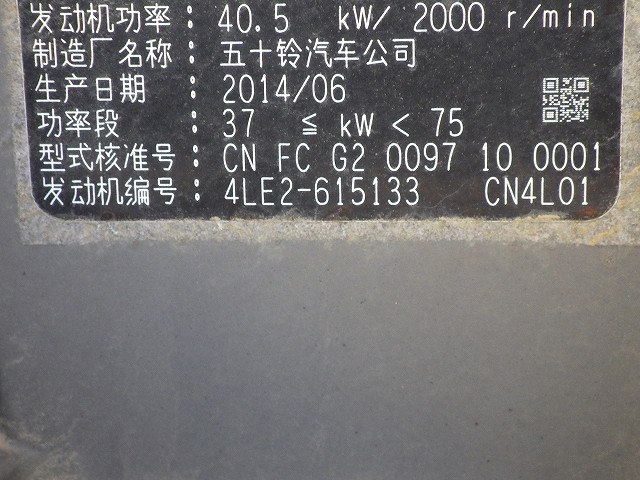 发动机功率： 40.5 kW/ 2000 r/min
制造厂名称： 五十铃汽车公司
生产日期 ： 2014/06
功率段 ： 37 ≦ kW < 75
型式核准号： CN FC G2 0097 10 0001
发动机编号： 4LE2-615133 CN4L01